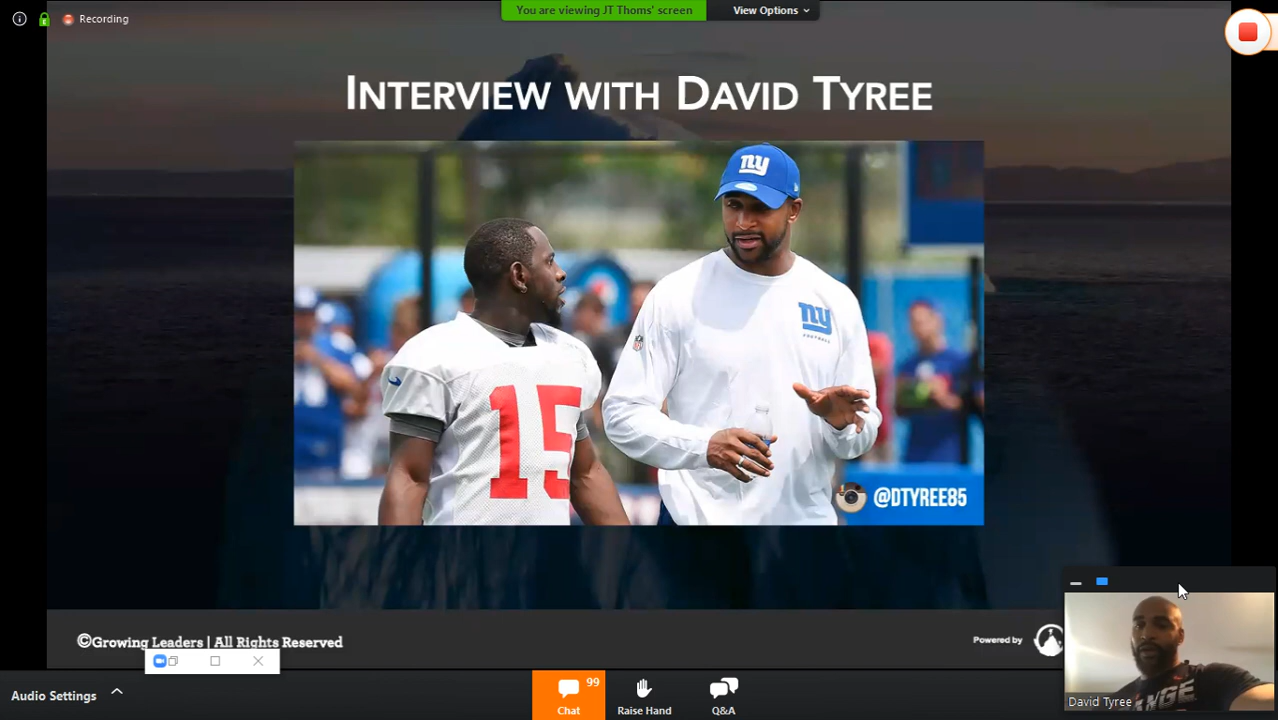 Recording
You are viewing JT Thoms' screen
View Options
INTERVIEW WITH DAVID TYREE
ny
ny
FOOTBALL
15
@DTYREE85
©Growing Leaders | All Rights Reserved
Powered by
David Tyree
Audio Settings
Chat
99
Raise Hand
Q&A